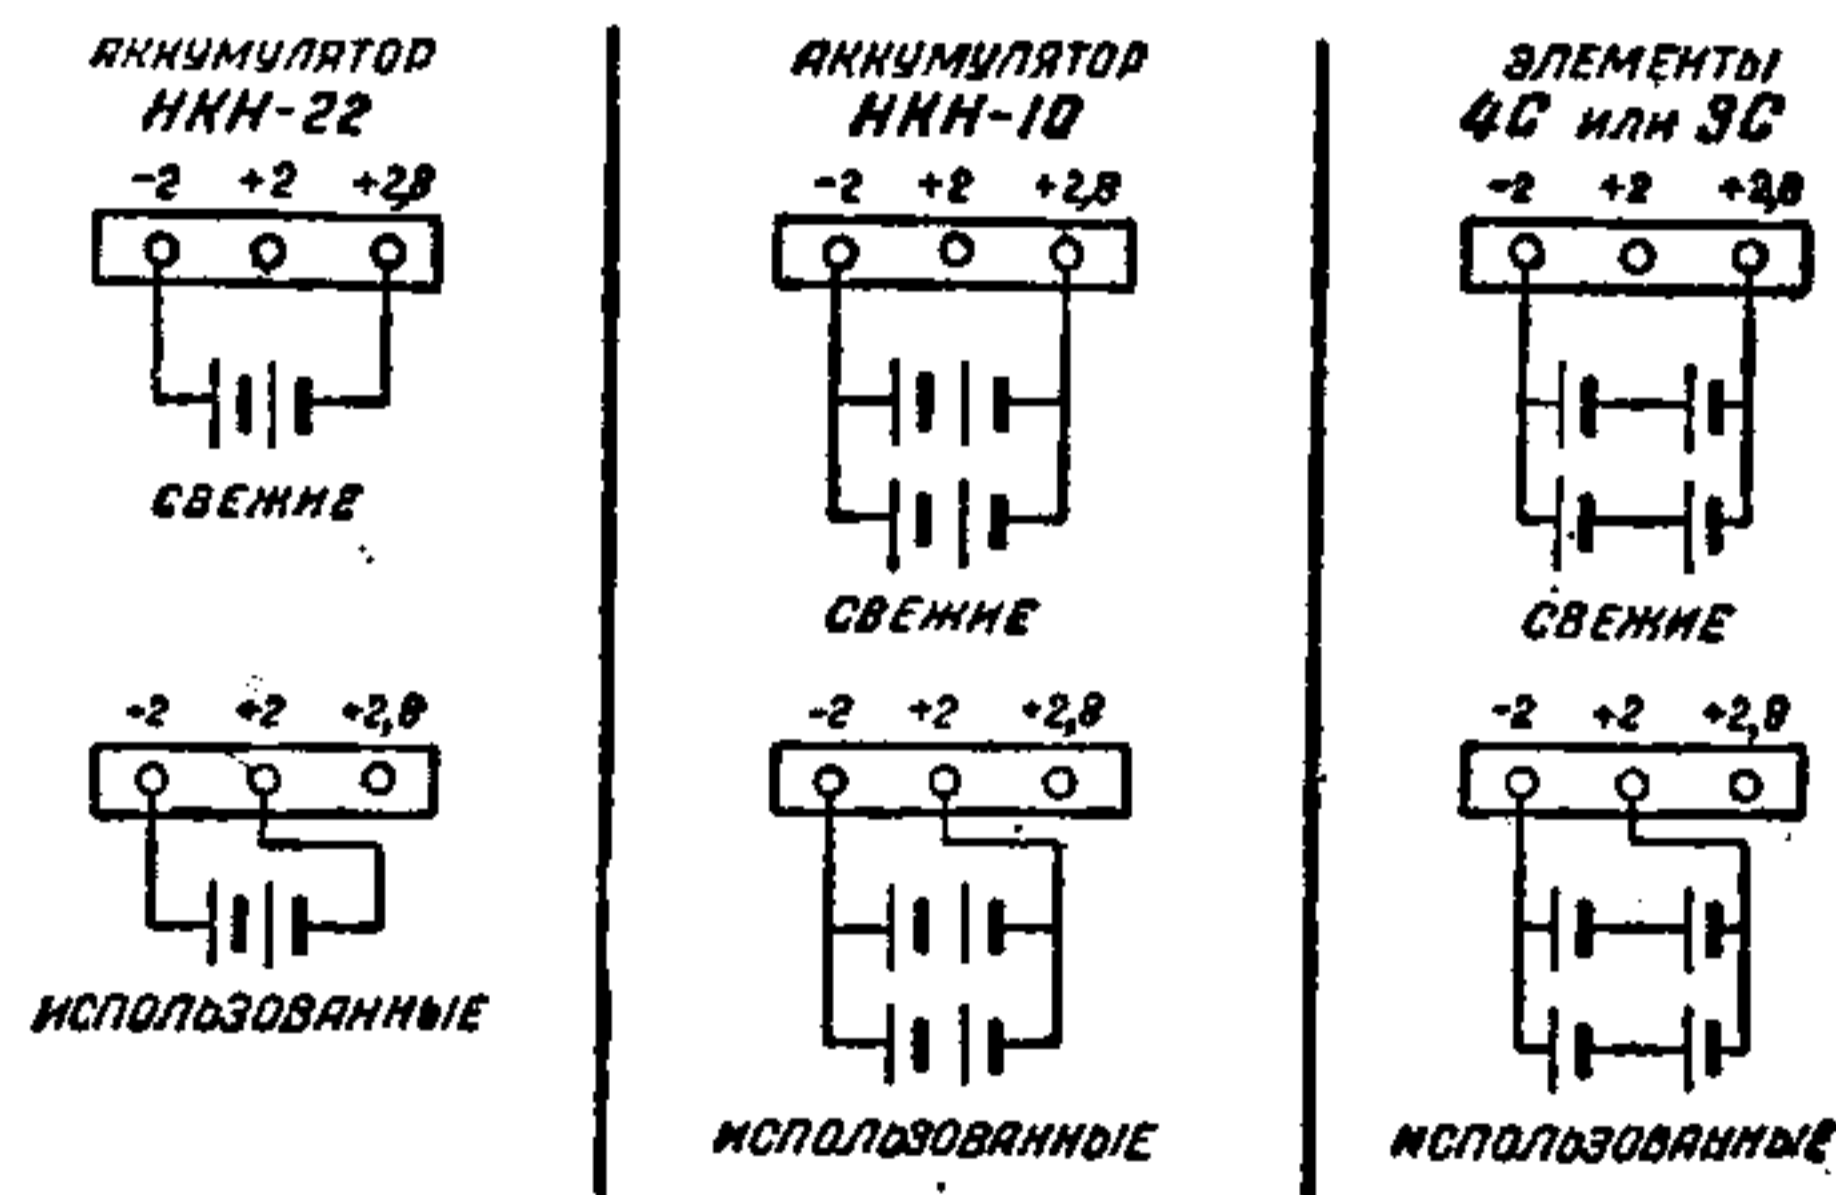 АККУМУЛЯТОР
НКН-22
-2 +2 +2,8
СВЕЖИЕ
+2 +2 +2,8
ИСПОЛЬЗОВАННЫЕ
АККУМУЛЯТОР
НКН-10
-2 +2 +2,8
СВЕЖИЕ
-2 +2 +2,8
ИСПОЛЬЗОВАННЫЕ
ЭЛЕМЕНТЫ
4С или 3С
-2 +2 +2,8
СВЕЖИЕ
-2 +2 +2,8
ИСПОЛЬЗОВАННЫЕ